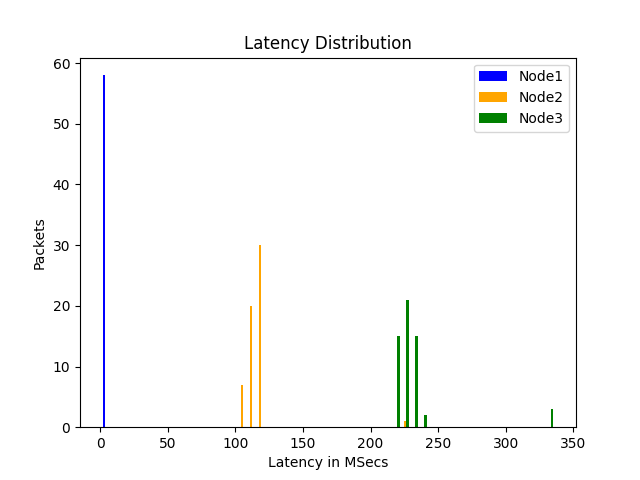 Latency Distribution
Node1
Node2
Node3
Packets
60
50
40
30
20
10
0
0 50 100 150 200 250 300 350
Latency in MSecs